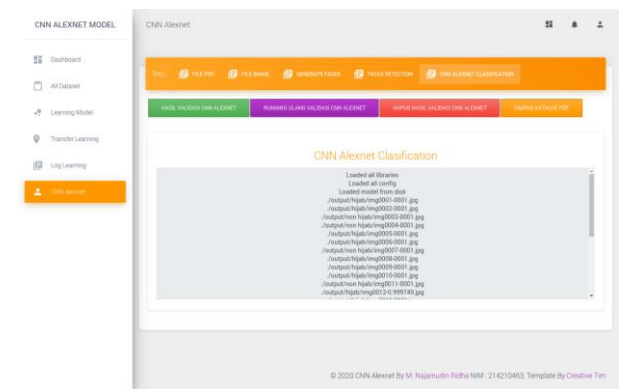 CNN ALEXNET MODEL
CNN Alexnet
Dashboard
All Dataset
Learning Model
Transfer Learning
Log Learning
CNN Alexnet
FILE PDF
FILE IMAGE
GENERATE FACES
FACES DETECTION
CNN ALEXNET CLASIFICATION
HASIL VALIDASI CNN ALEXNET
RUNNING ULANG VALIDASI CNN ALEXNET
HAPUS HASIL VALIDASI CNN ALEXNET
SIMPAN KATALOG PDF
CNN Alexnet Clasification
Loaded all libraries
Loaded all config
Loaded model from disk
./output/hijab/img0001-0001.jpg
./output/hijab/img0002-0001.jpg
./output/non hijab/img0003-0001.jpg
./output/non hijab/img0004-0001.jpg
./output/hijab/img0005-0001.jpg
./output/hijab/img0006-0001.jpg
./output/non hijab/img0007-0001.jpg
./output/hijab/img0008-0001.jpg
./output/hijab/img0009-0001.jpg
./output/hijab/img0010-0001.jpg
./output/non hijab/img0011-0001.jpg
./output/hijab/img0012-0.999749.jpg
© 2020 CNN Alexnet By M. Najamudin Ridha NIM : 214210463, Template By Creative Tim